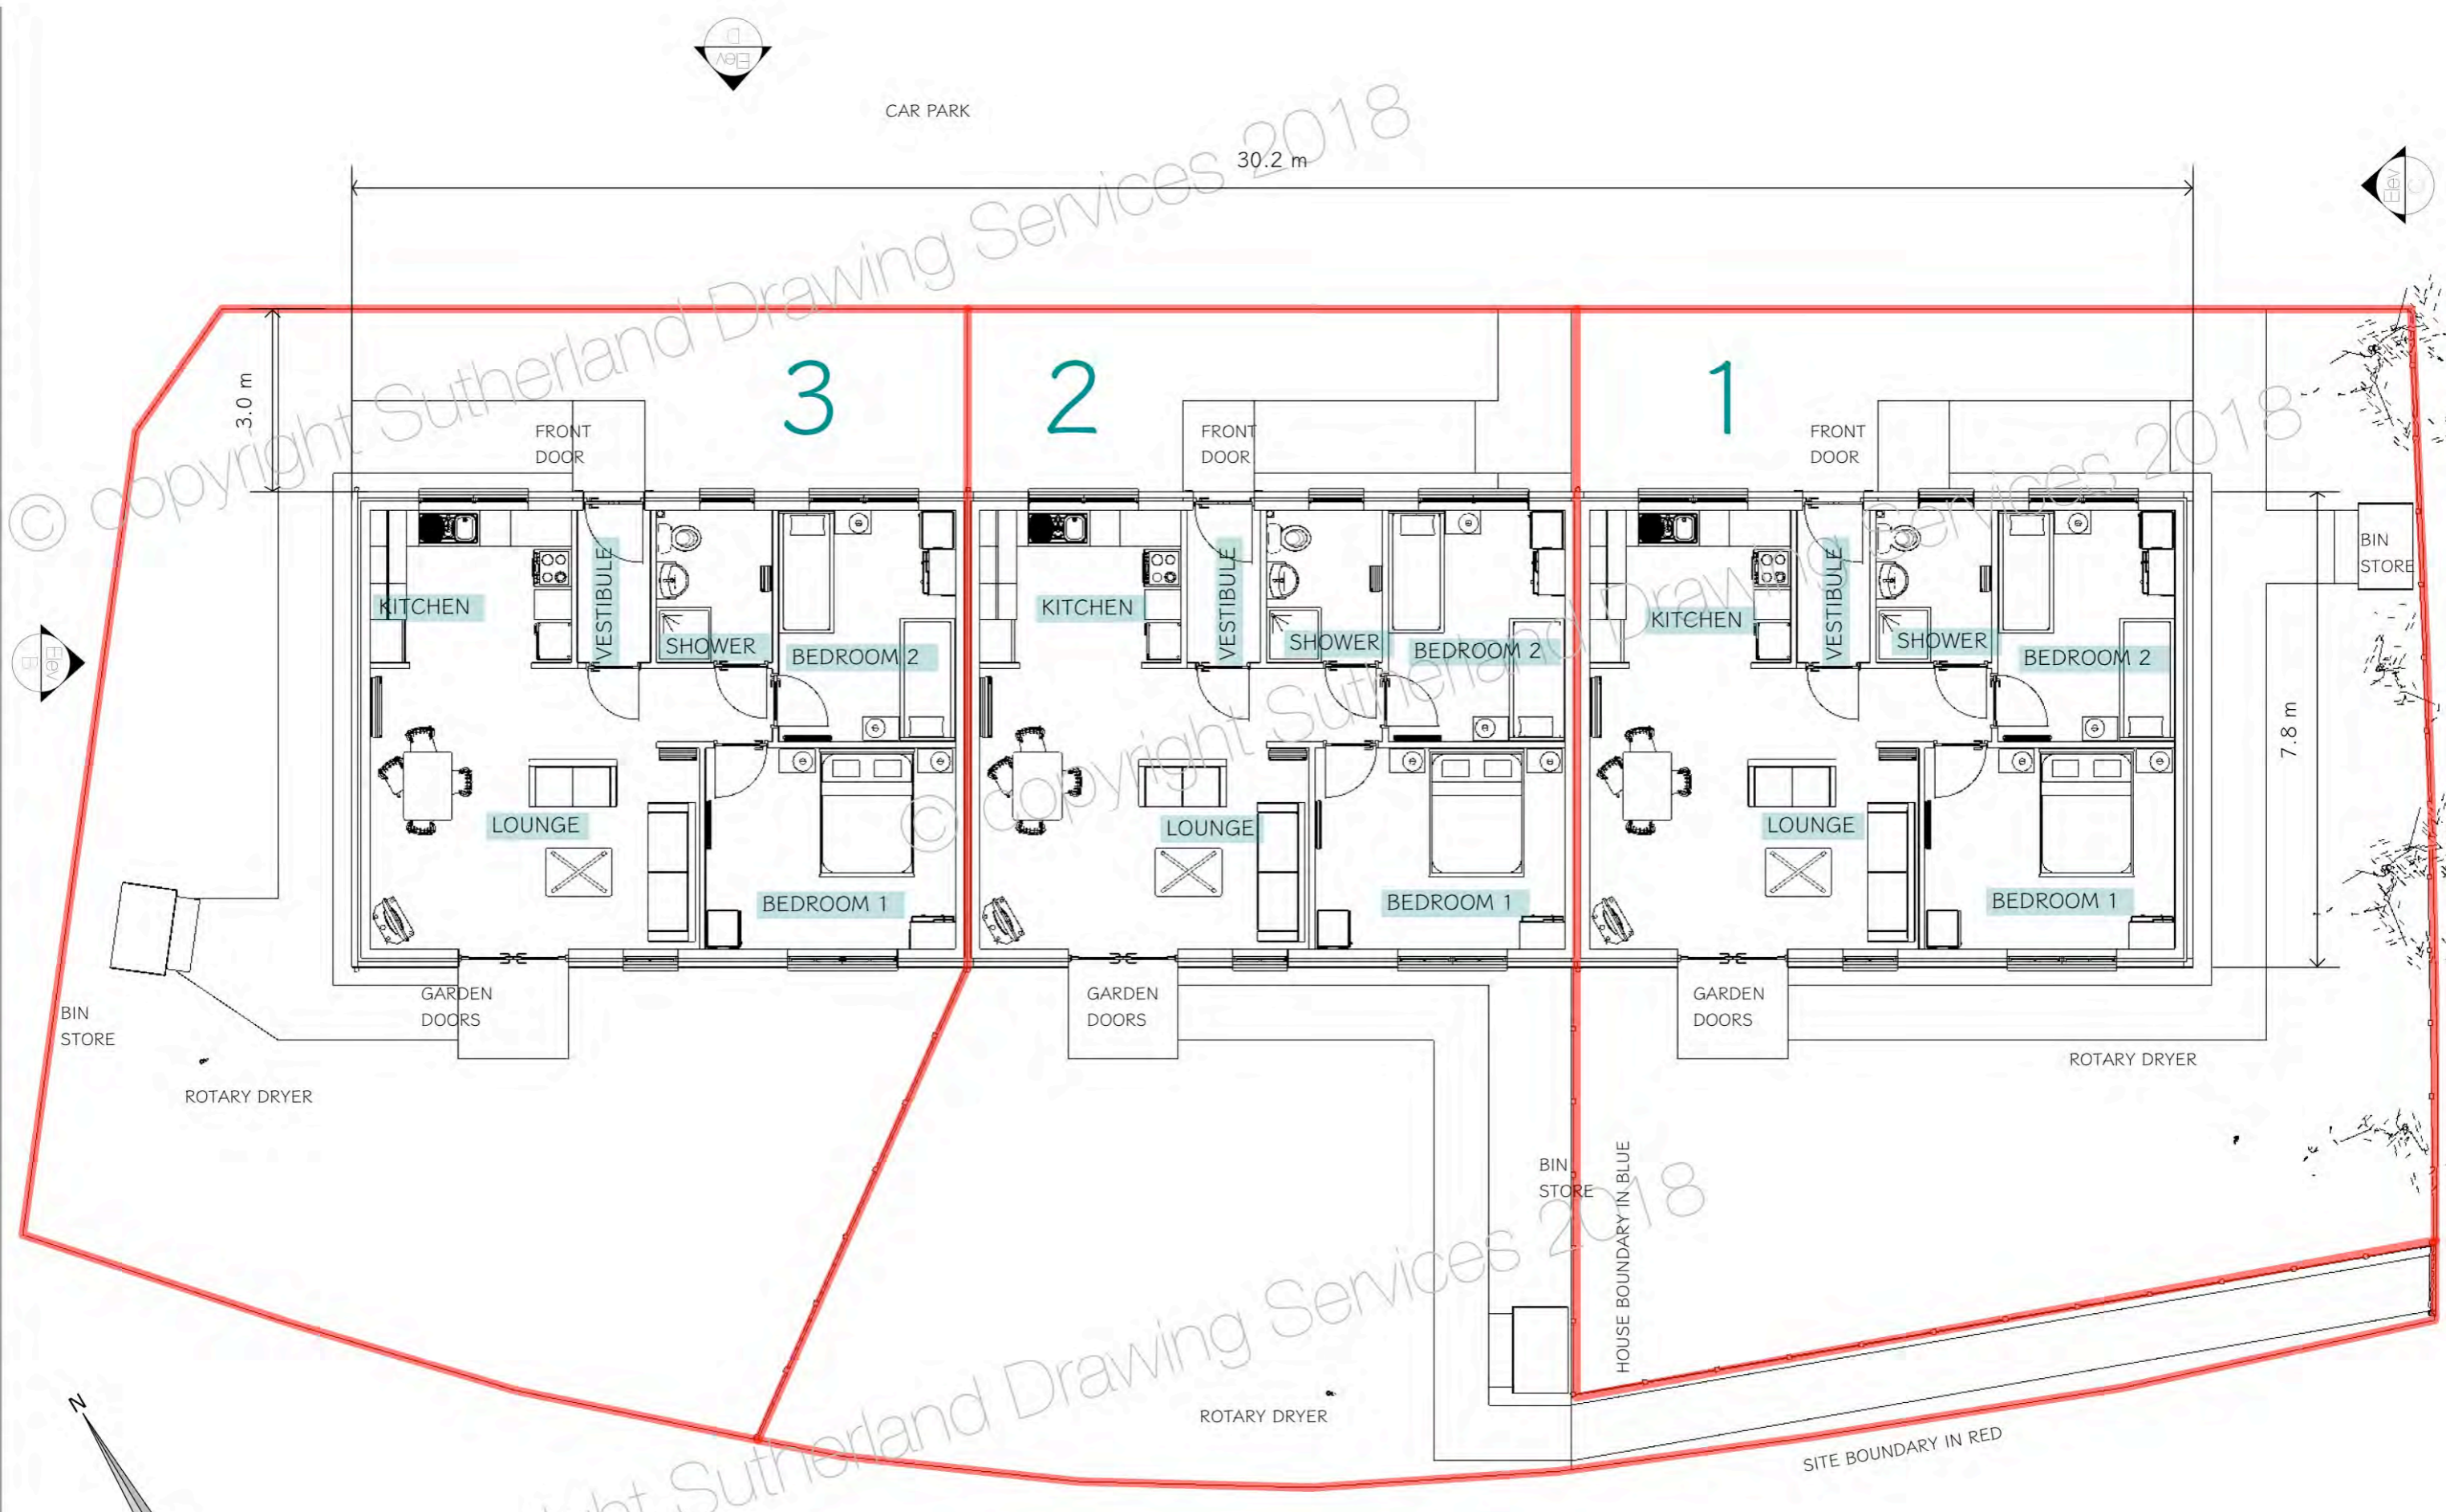 D
Elev
CAR PARK
30.2 m
Elev
C
© copyright Sutherland Drawing Services 2018
3
2
1
3.0 m
FRONT
DOOR
FRONT
DOOR
FRONT
DOOR
BIN
STORE
KITCHEN
VESTIBULE
SHOWER
BEDROOM 2
KITCHEN
VESTIBULE
SHOWER
BEDROOM 2
KITCHEN
VESTIBULE
SHOWER
BEDROOM 2
Elev
B
© copyright Sutherland Drawing Services 2018
7.8 m
LOUNGE
BEDROOM 1
LOUNGE
BEDROOM 1
LOUNGE
BEDROOM 1
GARDEN
DOORS
GARDEN
DOORS
GARDEN
DOORS
BIN
STORE
ROTARY DRYER
ROTARY DRYER
BIN
STORE
HOUSE BOUNDARY IN BLUE
Sutherland Drawing Services 2018
ROTARY DRYER
SITE BOUNDARY IN RED
N